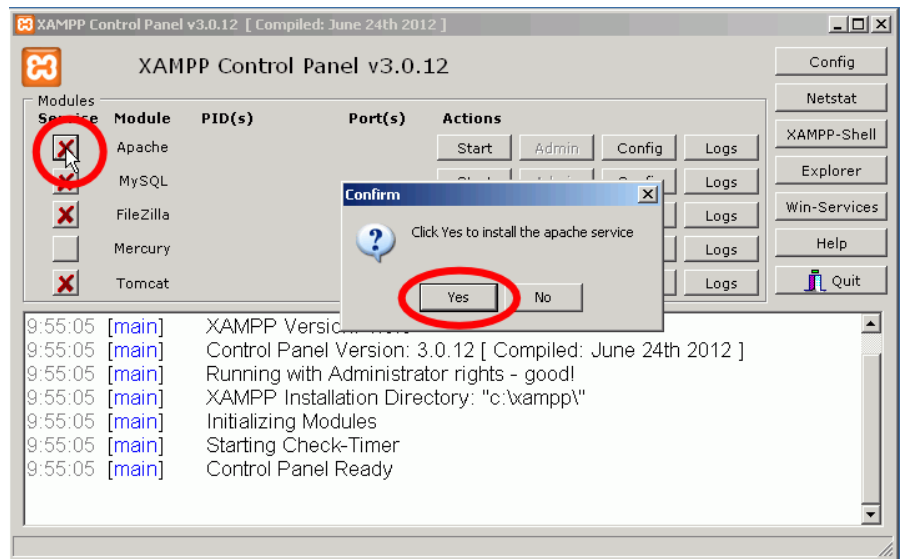 XAMPP Control Panel v3.0.12 [ Compiled: June 24th 2012 ]
XAMPP Control Panel v3.0.12
Config
Netstat
XAMPP-Shell
Explorer
Win-Services
Help
Quit
Modules
Service Module PID(s) Port(s) Actions
Apache Start Admin Config Logs
MySQL Logs
FileZilla Logs
Mercury Logs
Tomcat Logs
Confirm
Click Yes to install the apache service
Yes No
9:55:05 [main] XAMPP
9:55:05 [main] Control Panel Version: 3.0.12 [ Compiled: June 24th 2012 ]
9:55:05 [main] Running with Administrator rights - good!
9:55:05 [main] XAMPP Installation Directory: "c:\xampp\"
9:55:05 [main] Initializing Modules
9:55:05 [main] Starting Check-Timer
9:55:05 [main] Control Panel Ready